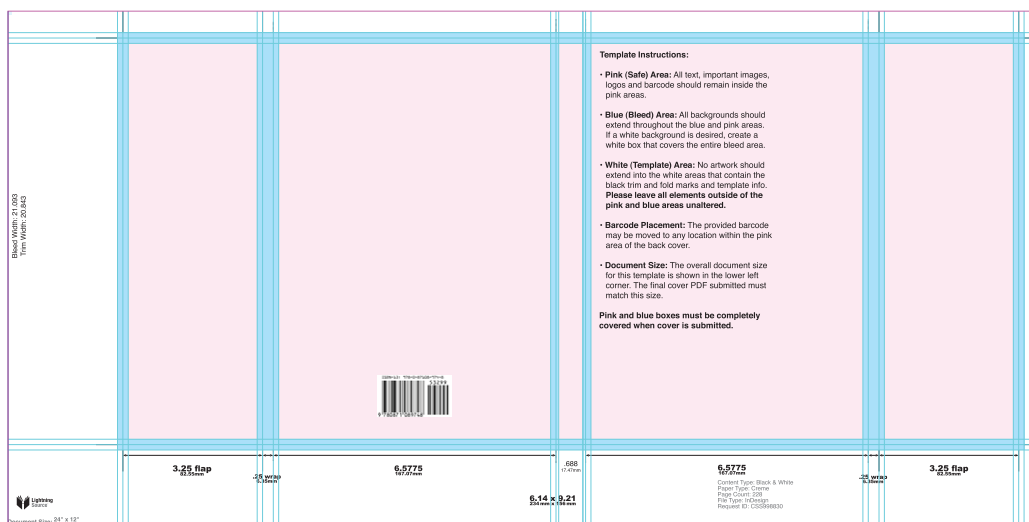 Template Instructions:
• Pink (Safe) Area: All text, important images,
logos and barcode should remain inside the
pink areas.
• Blue (Bleed) Area: All backgrounds should
extend throughout the blue and pink areas.
If a white background is desired, create a
white box that covers the entire bleed area.
• White (Template) Area: No artwork should
extend into the white areas that contain the
black trim and fold marks and template info.
Please leave all elements outside of the
pink and blue areas unaltered.
• Barcode Placement: The provided barcode
may be moved to any location within the pink
area of the back cover.
• Document Size: The overall document size
for this template is shown in the lower left
corner. The final cover PDF submitted must
match this size.
Pink and blue boxes must be completely
covered when cover is submitted.
Bleed Width: 21.093
Trim Width: 20.843
53299
3.25 flap
82.55mm
.25 wrap
6.35mm
6.5775
167.07mm
.688
17.47mm
6.5775
167.07mm
.25 wrap
6.35mm
3.25 flap
82.55mm
6.14 x 9.21
234mm x 156mm
Content Type: Black & White
Paper Type: Creme
Page Count: 228
File Type: InDesign
Request ID: CSS998830
Lightning
Source
Document Size: 24" x 12"